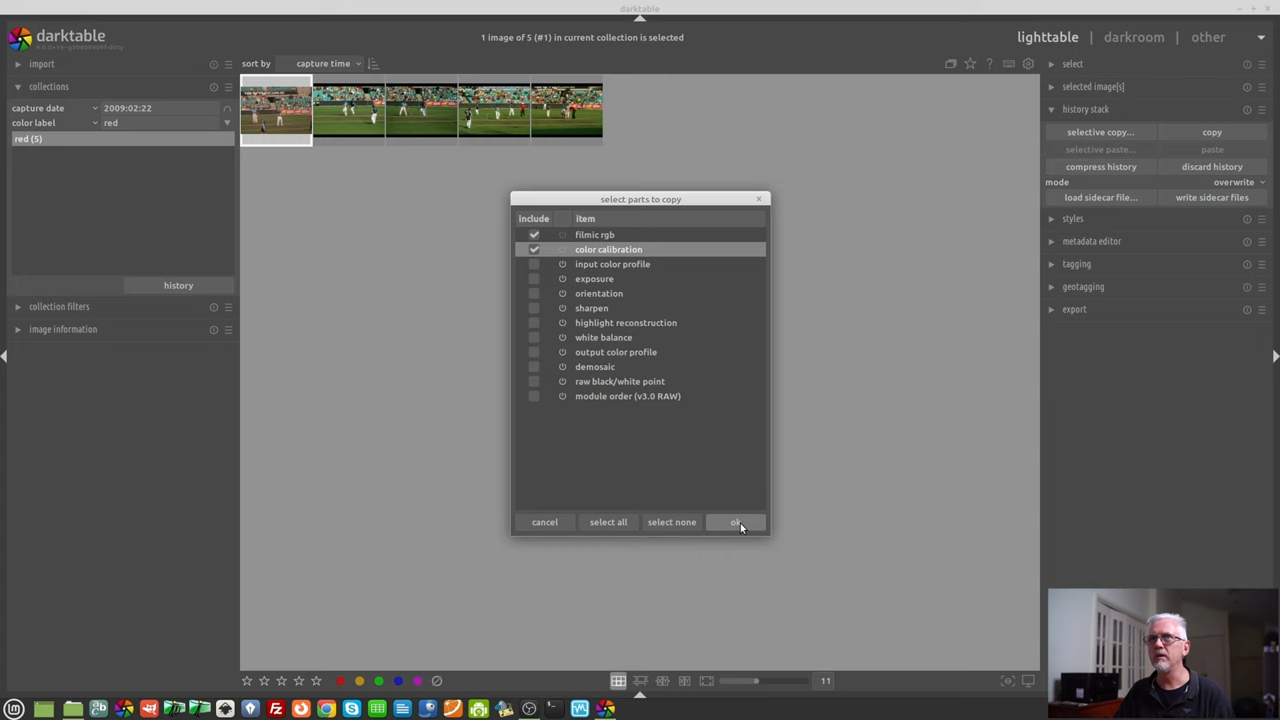 darktable
darktable
1 image of 5 (#1) in current collection is selected
lighttable | darkroom | other
import
sort by capture time
select
collections
selected image[s]
capture date 2009:02:22
history stack
color label red
selective copy... copy
red (5)
selective paste... paste
compress history discard history
mode overwrite
load sidecar file... write sidecar files
select parts to copy
include item
styles
filmic rgb
metadata editor
color calibration
input color profile
tagging
exposure
history
geotagging
orientation
collection filters
sharpen
export
image information
highlight reconstruction
white balance
output color profile
demosaic
raw black/white point
module order (v3.0 RAW)
cancel select all select none ok
11